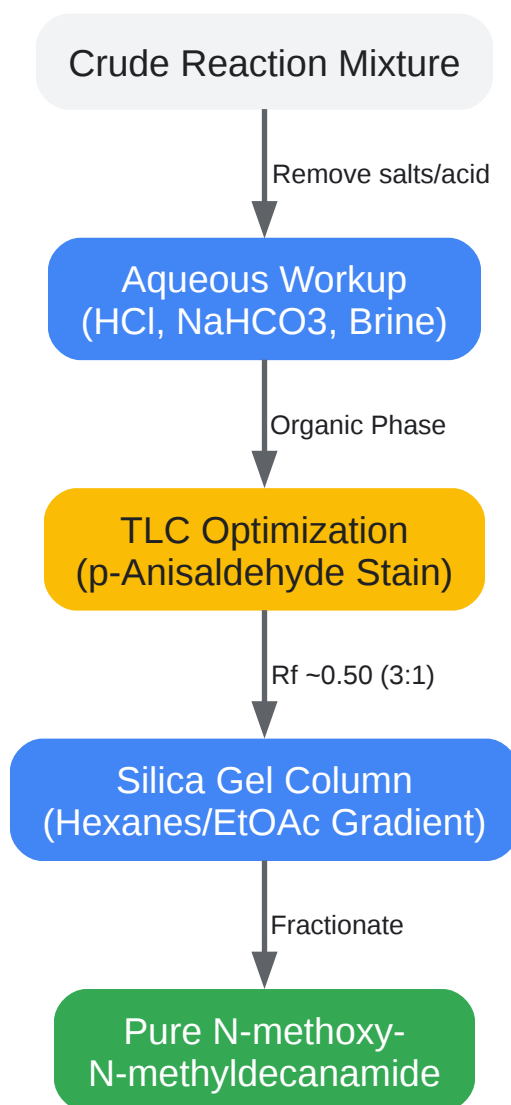 Crude Reaction Mixture
Remove salts/acid
Aqueous Workup
(HCl, NaHCO3, Brine)
Organic Phase
TLC Optimization
(p-Anisaldehyde Stain)
Rf ~0.50 (3:1)
Silica Gel Column
(Hexanes/EtOAc Gradient)
Fractionate
Pure N-methoxy-
N-methyldecanamide